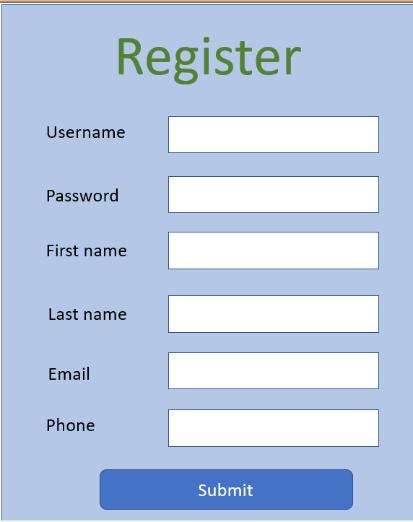 Register
Username
Password
First name
Last name
Email
Phone
Submit